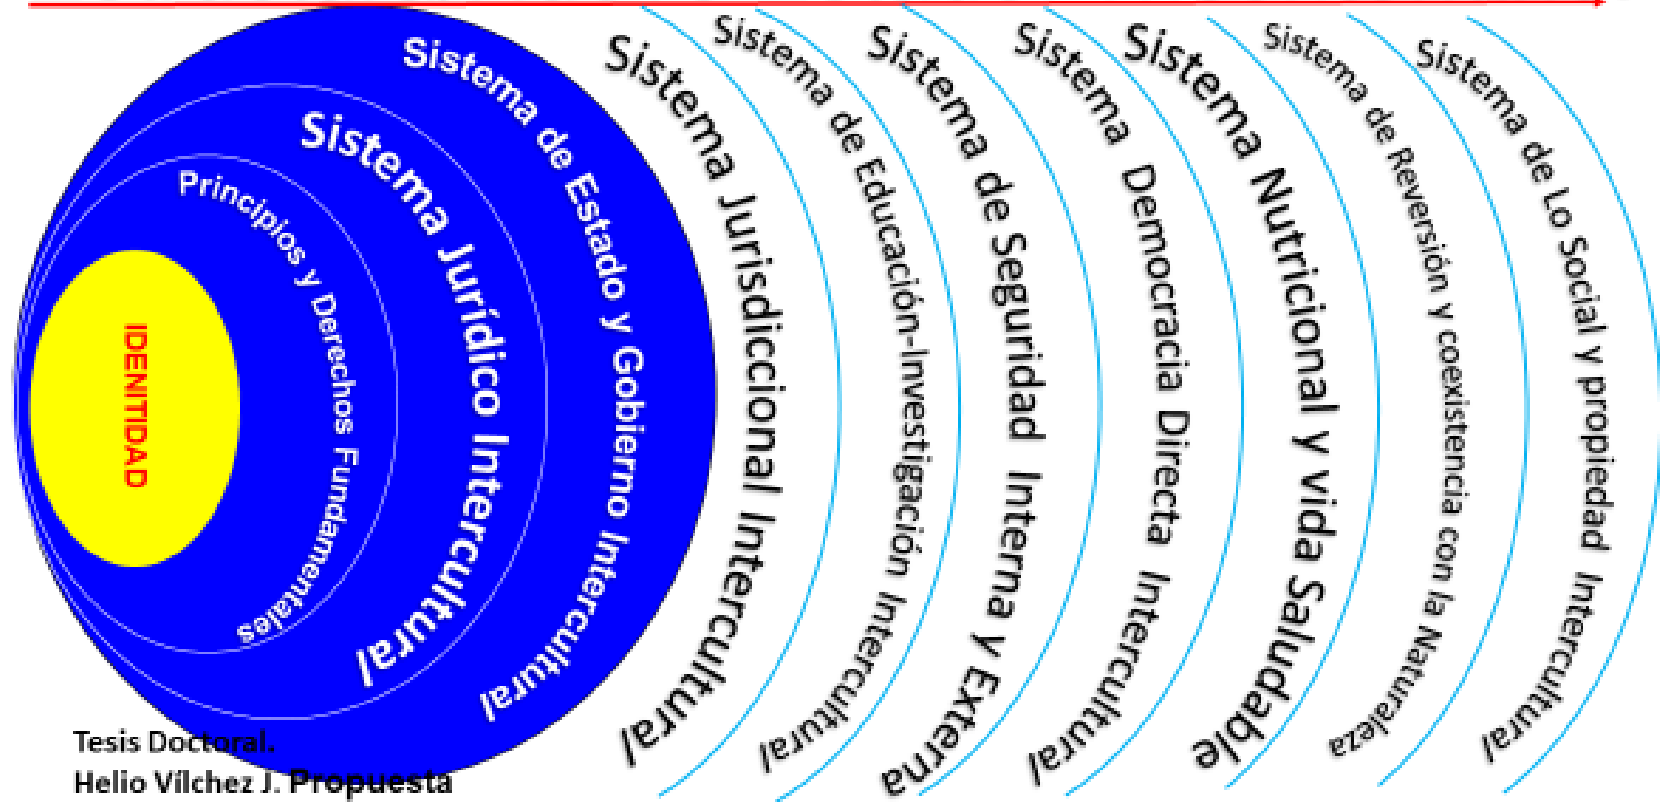 IDENITIDAD
Principios y Derechos Fundamentales
Sistema Jurídico Intercultural
Sistema de Estado y Gobierno Intercultural
Sistema Jurisdiccional Intercultural
Sistema de Educación-Investigación Intercultural
Sistema de Seguridad Interna y Externa
Sistema Democracia Directa Intercultural
Sistema Nutricional y vida Saludable
Sistema de Reversión y coexistencia con la Naturaleza
Sistema de Lo Social y propiedad Intercultural
Tesis Doctoral.
Helio Vílchez J. Propuesta